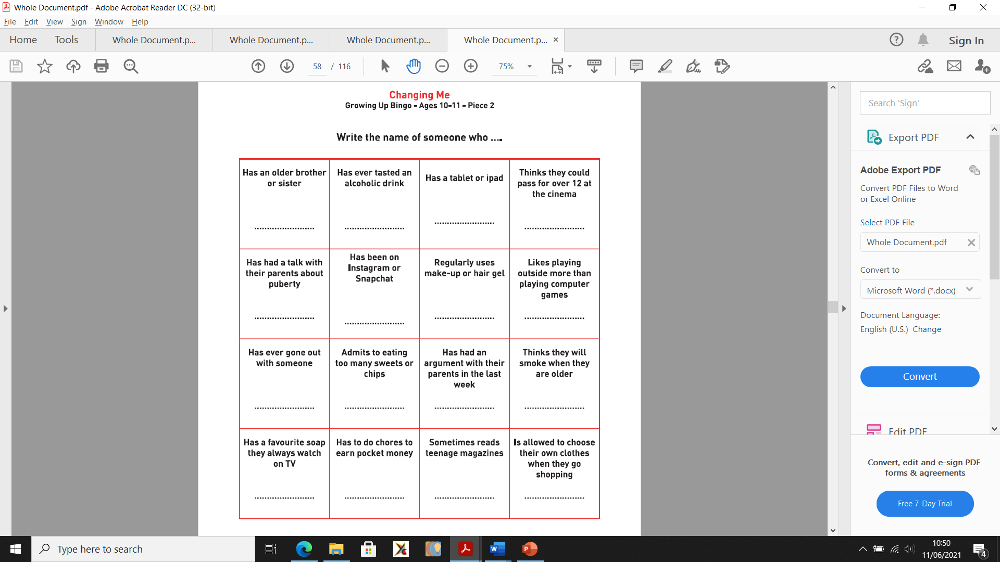 Whole Document.pdf - Adobe Acrobat Reader DC (32-bit)
File Edit View Sign Window Help
Home Tools Whole Document.p... Whole Document.p... Whole Document.p... Whole Document.p... ×
Sign In
58 / 116 75%
Changing Me
Growing Up Bingo - Ages 10-11 - Piece 2
Write the name of someone who ....
Has an older brother
or sister
........................
Has ever tasted an
alcoholic drink
........................
Has a tablet or ipad
........................
Thinks they could
pass for over 12 at
the cinema
........................
Has had a talk with
their parents about
puberty
........................
Has been on
Instagram or
Snapchat
........................
Regularly uses
make-up or hair gel
........................
Likes playing
outside more than
playing computer
games
........................
Has ever gone out
with someone
........................
Admits to eating
too many sweets or
chips
........................
Has had an
argument with their
parents in the last
week
........................
Thinks they will
smoke when they
are older
........................
Has a favourite soap
they always watch
on TV
........................
Has to do chores to
earn pocket money
........................
Sometimes reads
teenage magazines
........................
Is allowed to choose
their own clothes
when they go
shopping
........................
Search 'Sign'
Export PDF
Adobe Export PDF
Convert PDF Files to Word
or Excel Online
Select PDF File
Whole Document.pdf
Convert to
Microsoft Word (*.docx)
Document Language:
English (U.S.) Change
Convert
Edit PDF
Convert, edit and e-sign PDF
forms & agreements
Free 7-Day Trial
Type here to search
10:50
11/06/2021
4